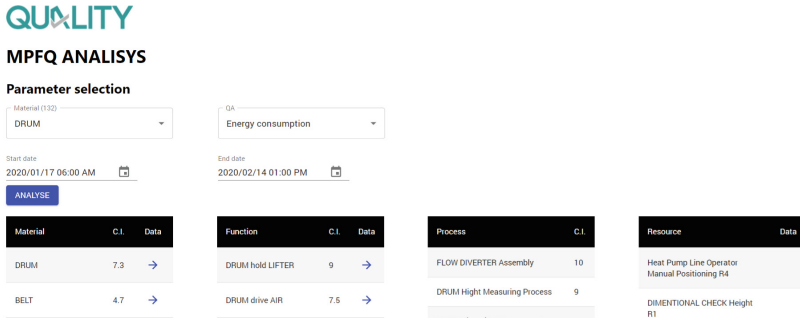 QUALITY
MPFQ ANALISYS
Parameter selection
Material (132)
DRUM
QA
Energy consumption
Start date
2020/01/17 06:00 AM
End date
2020/02/14 01:00 PM
ANALYSE
Material C.I. Data
DRUM 7.3
BELT 4.7
Function C.I. Data
DRUM hold LIFTER 9
DRUM drive AIR 7.5
Process C.I.
FLOW DIVERTER Assembly 10
DRUM Hight Measuring Process 9
Resource Data
Heat Pump Line Operator
Manual Positioning R4
DIMENTIONAL CHECK Height
R1